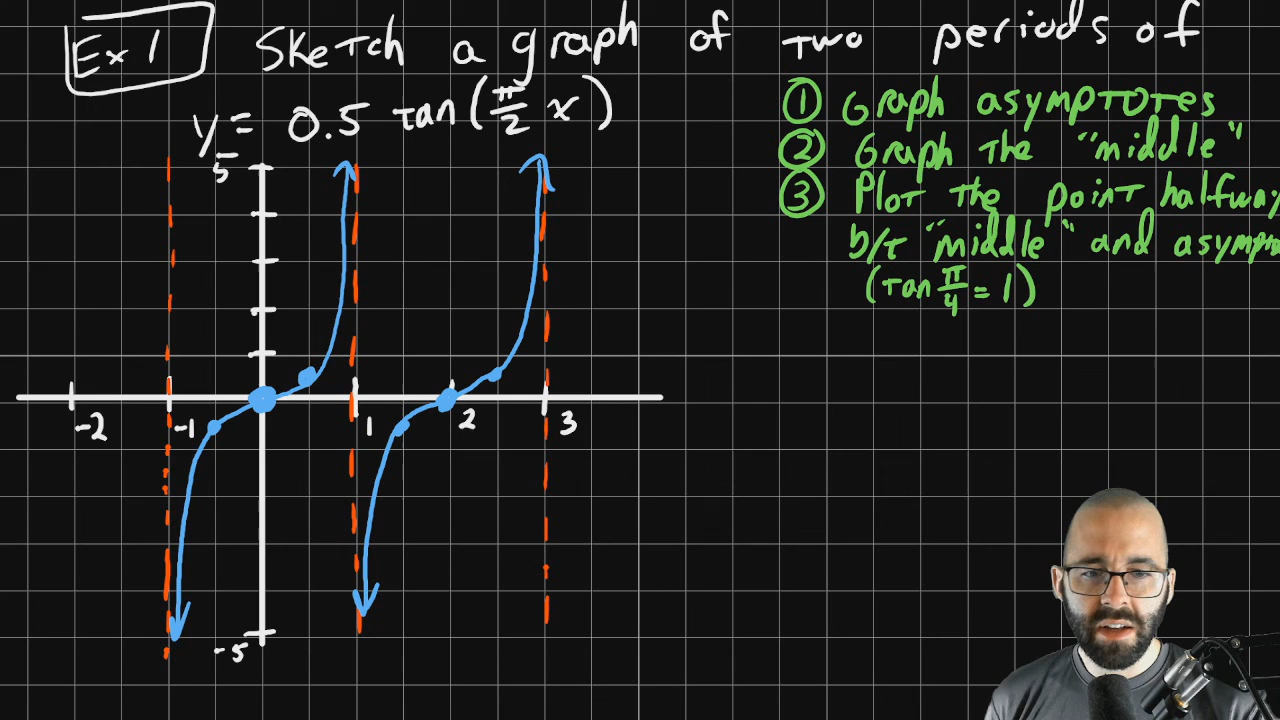 Ex 1 Sketch a graph of two periods of
y = 0.5 tan(π/2 x)
① Graph asymptotes
② Graph the "middle"
③ Plot the point halfway
b/t "middle" and
(tan π/4 = 1)
5
-2 -1 1 2 3
-5